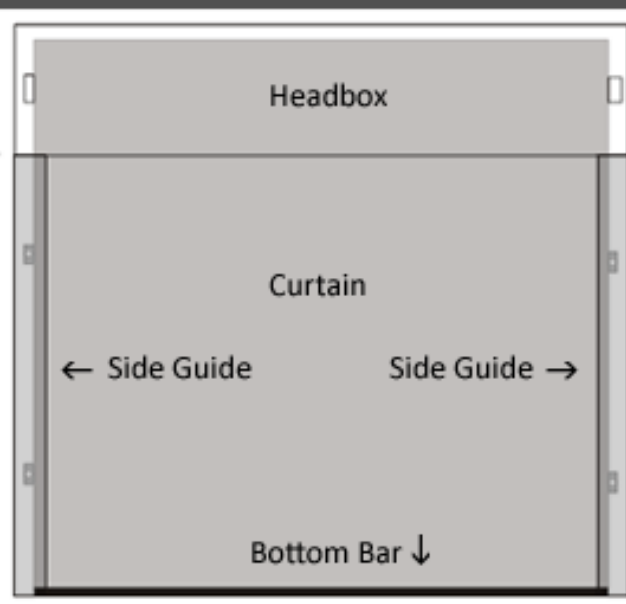 Headbox
Curtain
← Side Guide Side Guide →
Bottom Bar ↓